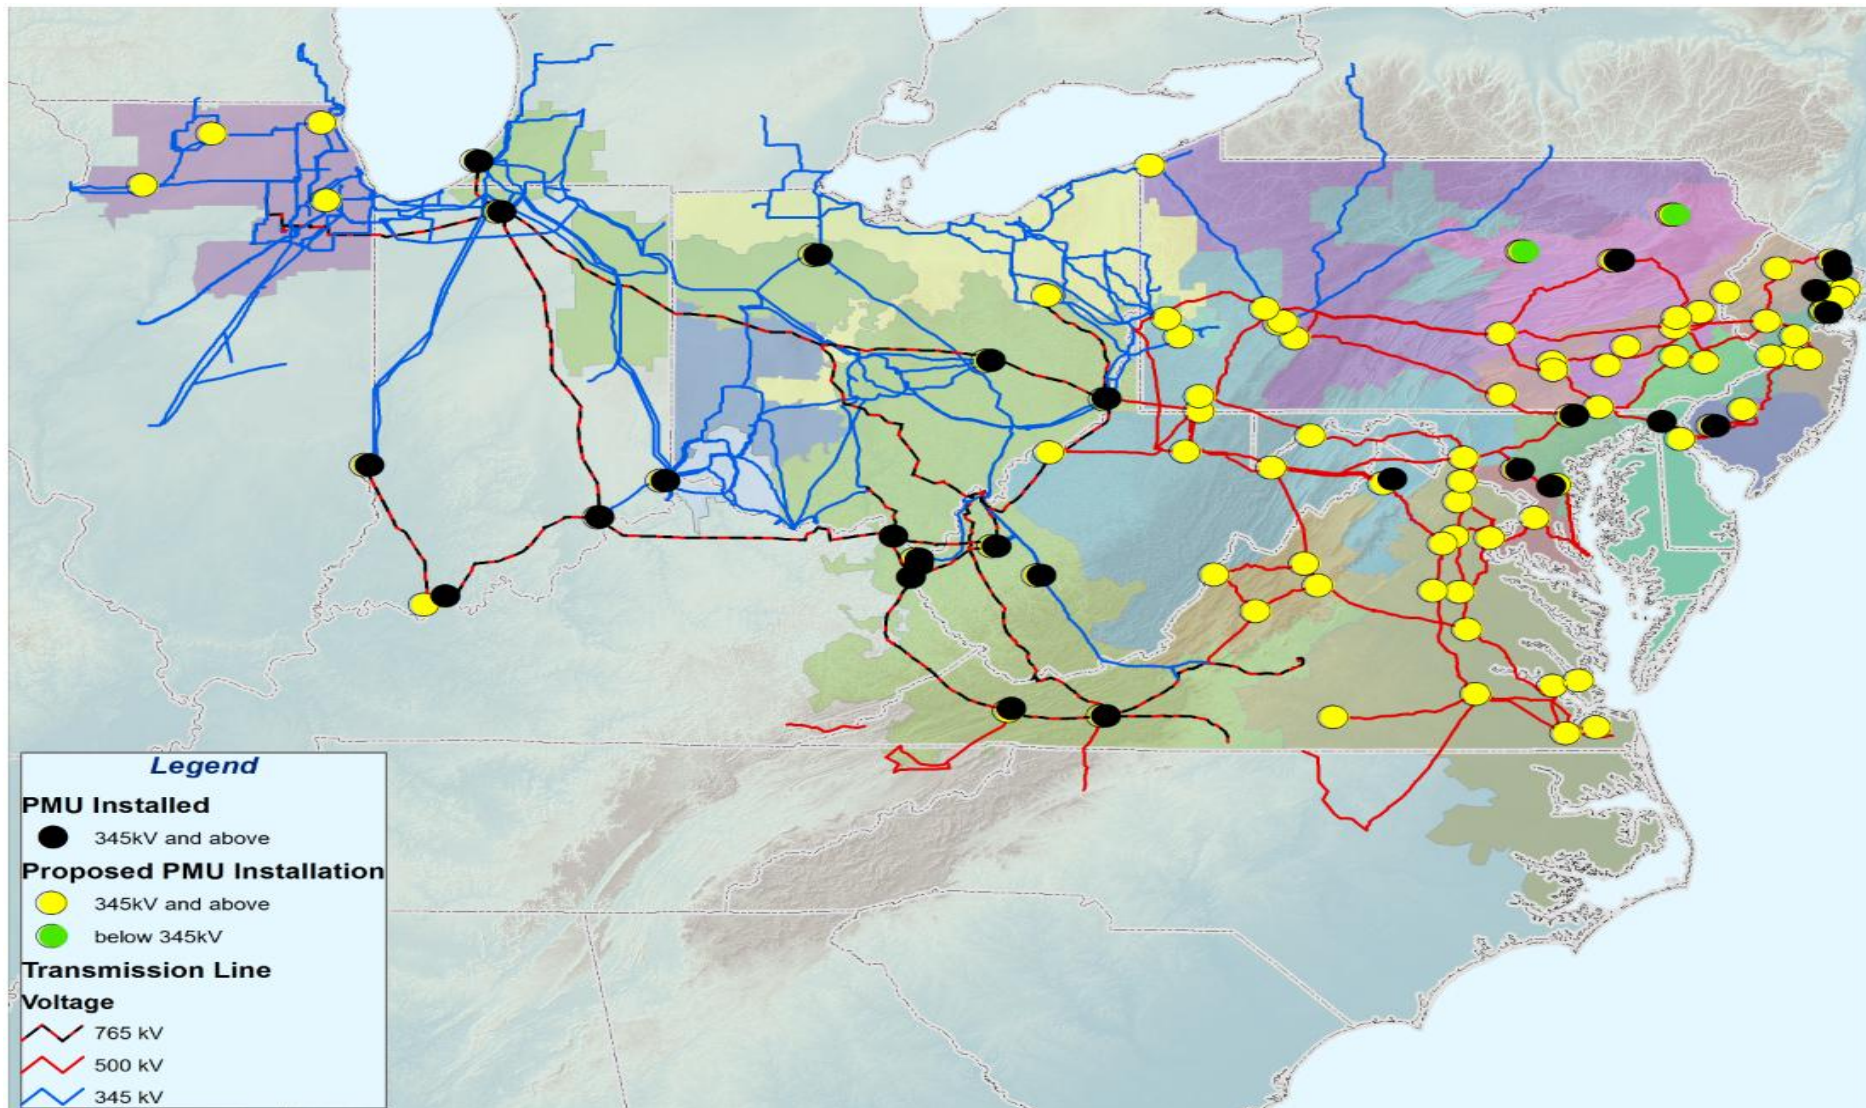 Legend
PMU Installed
345kV and above
Proposed PMU Installation
345kV and above
below 345kV
Transmission Line
Voltage
765 kV
500 kV
345 kV